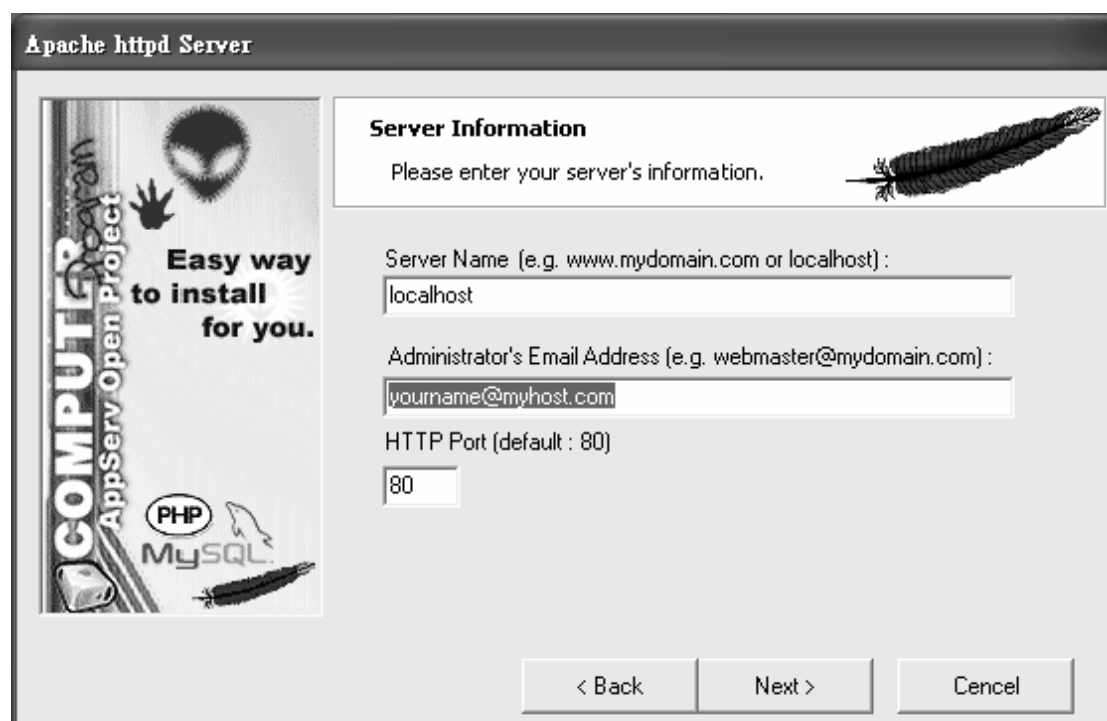 Apache httpd Server
COMPUTER
Program
AppServ Open Project
Easy way
to install
for you.
PHP
MySQL
Server Information
Please enter your server's information.
Server Name (e.g. www.mydomain.com or localhost) :
localhost
Administrator's Email Address (e.g. webmaster@mydomain.com) :
yourname@myhost.com
HTTP Port (default : 80)
80
< Back
Next >
Cencel